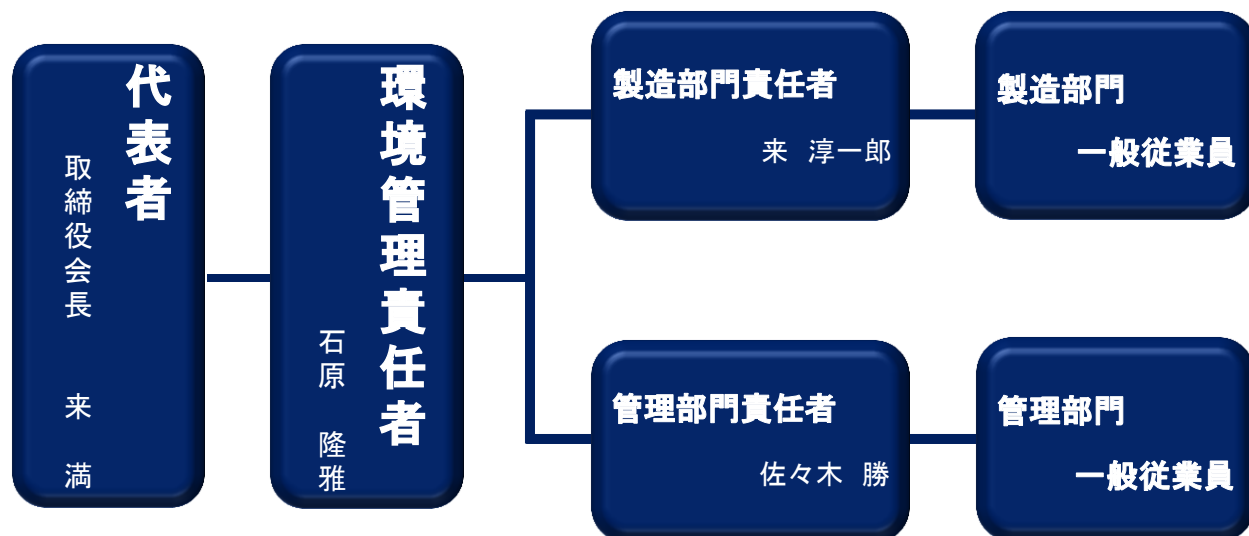 代表者
取締役会長　来　満
環境管理責任者
石原　隆雅
製造部門責任者
来　淳一郎
製造部門
一般従業員
管理部門責任者
佐々木　勝
管理部門
一般従業員